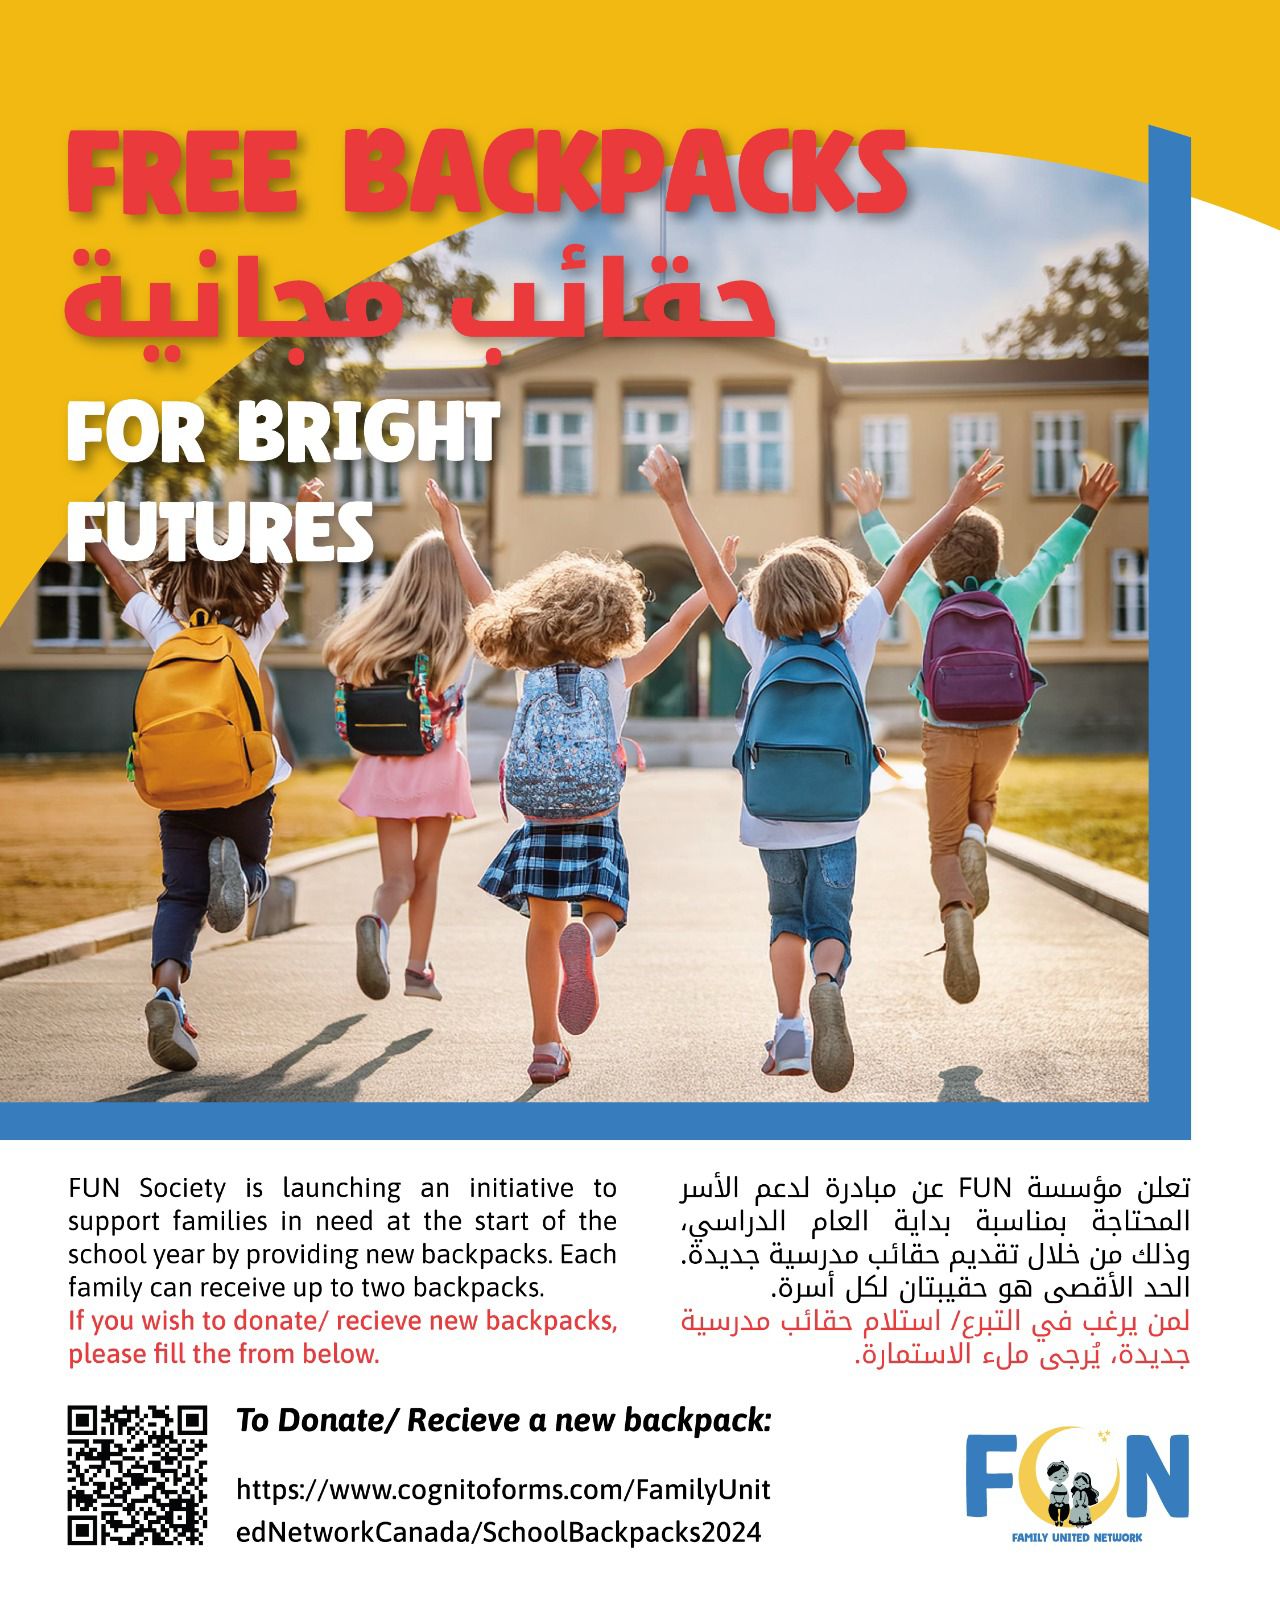 FREE BACKPACKS
حقائب مجانية
FOR BRIGHT
FUTURES
FUN Society is launching an initiative to
support families in need at the start of the
school year by providing new backpacks. Each
family can receive up to two backpacks.
If you wish to donate/ recieve new backpacks,
please fill the from below.
تعلن مؤسسة FUN عن مبادرة لدعم الأسر
المحتاجة بمناسبة بداية العام الدراسي،
وذلك من خلال تقديم حقائب مدرسية جديدة.
الحد الأقصى هو حقيبتان لكل أسرة.
لمن يرغب في التبرع/ استلام حقائب مدرسية
جديدة، يُرجى ملء الاستمارة.
To Donate/ Recieve a new backpack:
https://www.cognitoforms.com/FamilyUnit
edNetworkCanada/SchoolBackpacks2024
FUN
FAMILY UNITED NETWORK